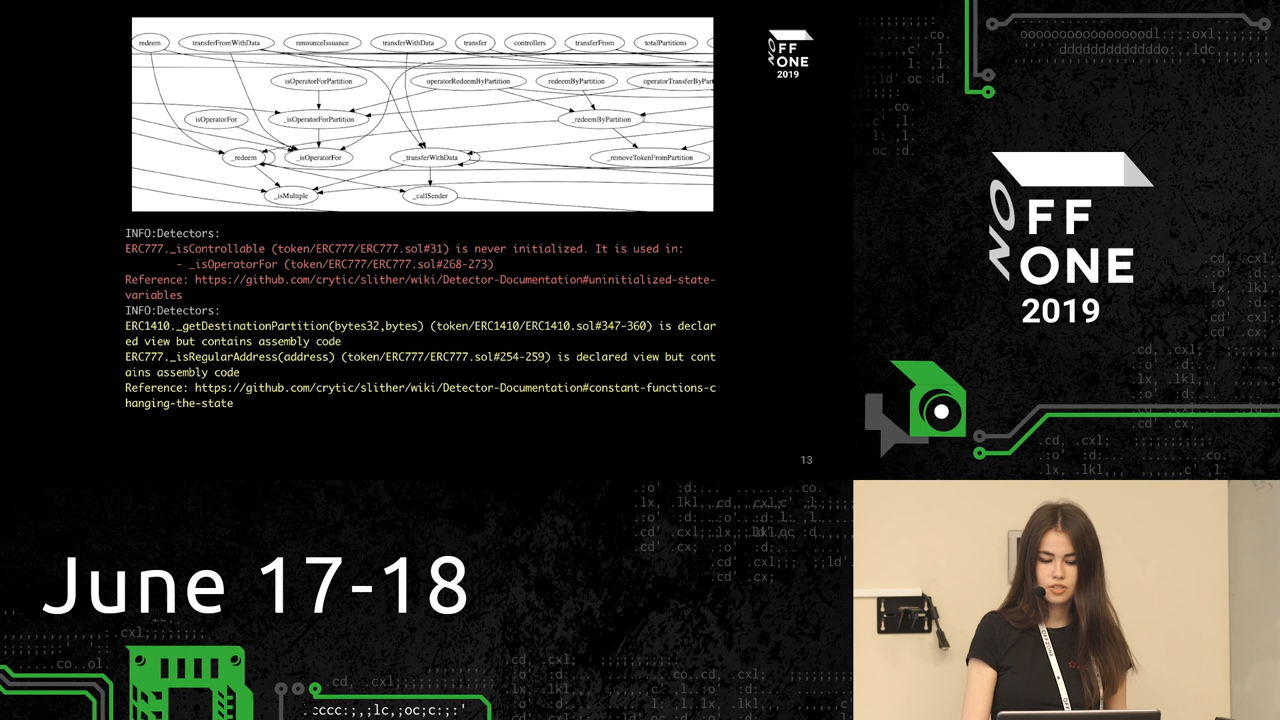 redeem transferFromWithData renounceIssuance transferWithData transfer controllers transferFrom totalPartitions
isOperatorForPartition operatorRedeemByPartition redeemByPartition operatorTransferByPart
isOperatorFor _isOperatorForPartition _redeemByPartition
_redeem _isOperatorFor _transferWithData _removeTokenFromPartition
_isMultiple _callSender
INFO:Detectors:
ERC777._isControllable (token/ERC777/ERC777.sol#31) is never initialized. It is used in:
- _isOperatorFor (token/ERC777/ERC777.sol#268-273)
Reference: https://github.com/crytic/slither/wiki/Detector-Documentation#uninitialized-state-
variables
INFO:Detectors:
ERC1410._getDestinationPartition(bytes32,bytes) (token/ERC1410/ERC1410.sol#347-360) is declar
ed view but contains assembly code
ERC777._isRegularAddress(address) (token/ERC777/ERC777.sol#254-259) is declared view but cont
ains assembly code
Reference: https://github.com/crytic/slither/wiki/Detector-Documentation#constant-functions-c
hanging-the-state
13
OFF
ZONE
2019
OFF
ZONE
2019
June 17-18